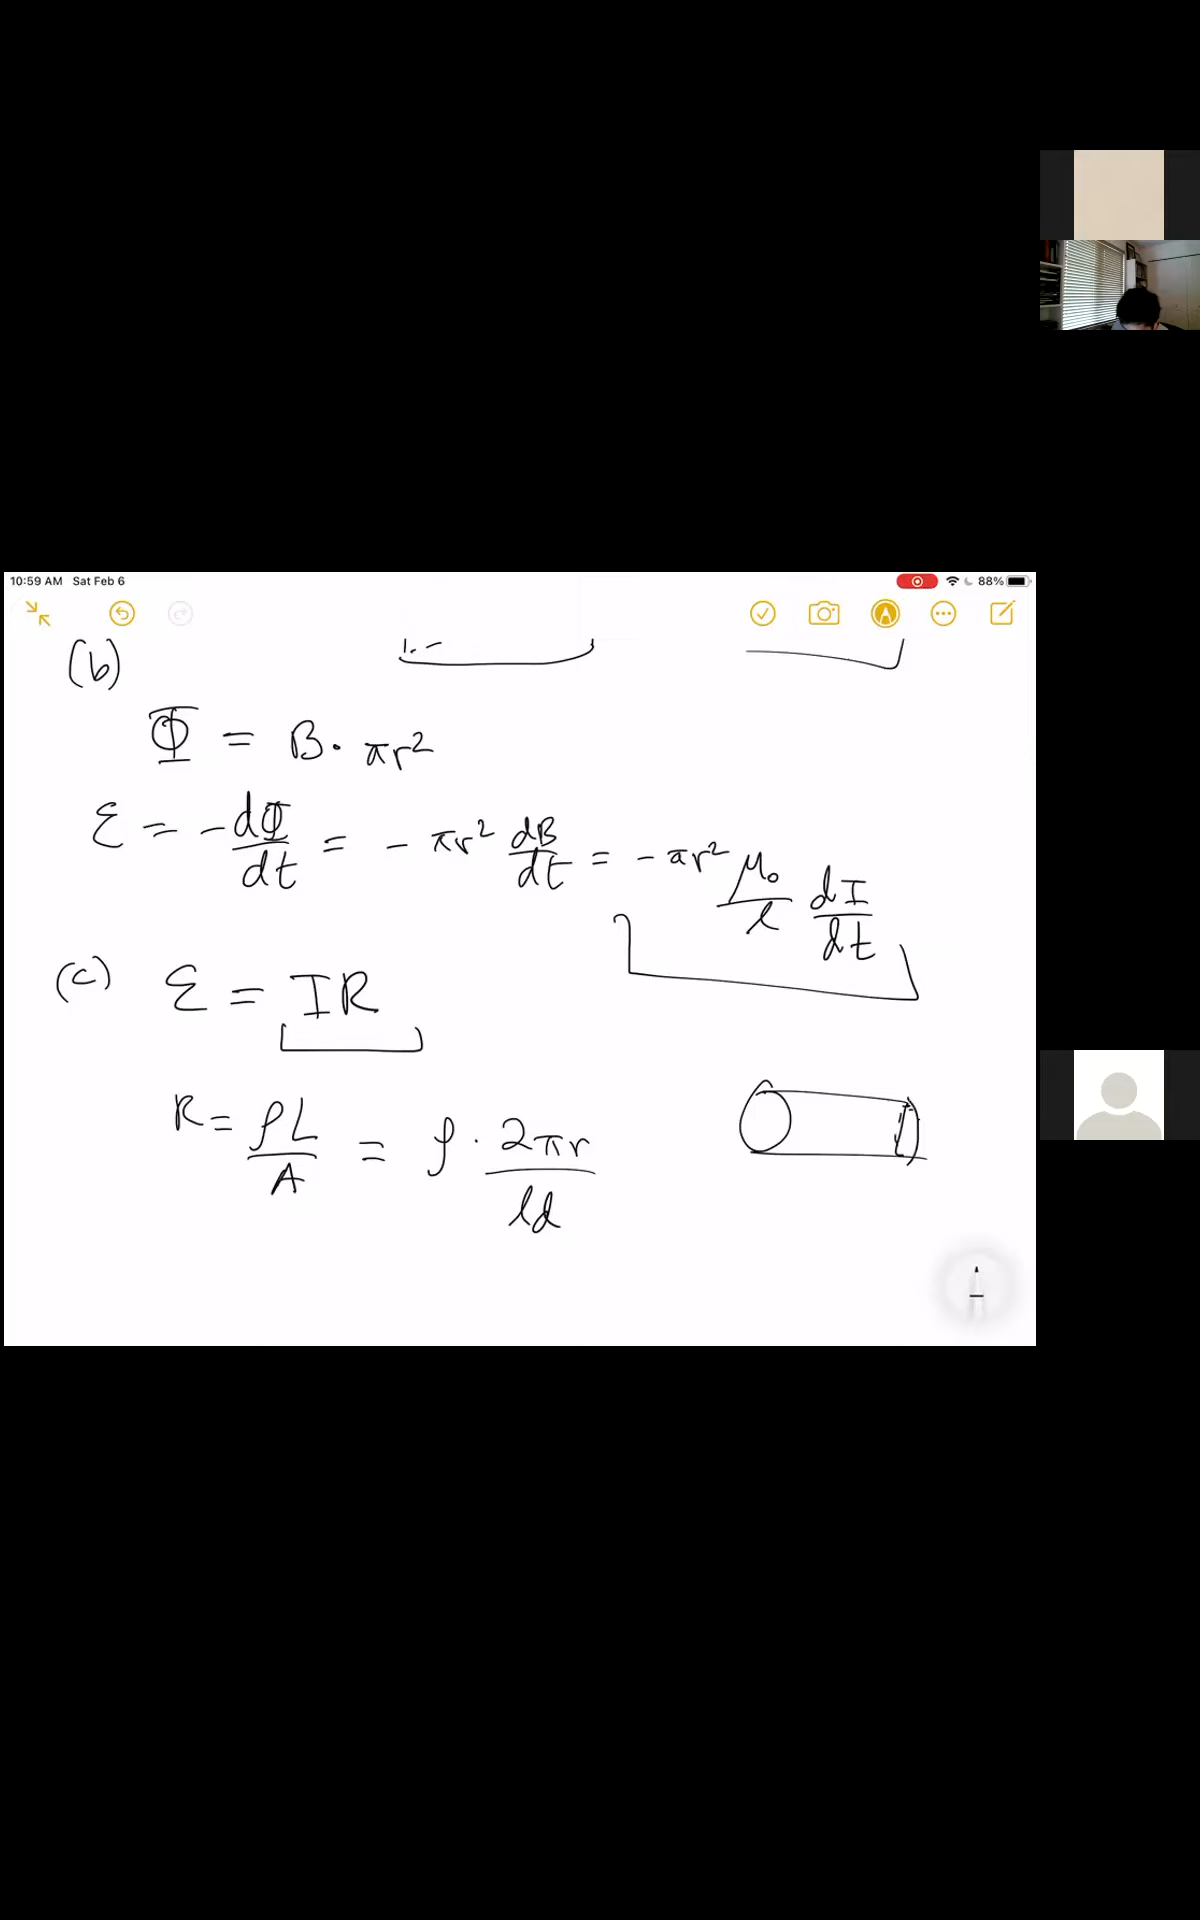 10:59 AM Sat Feb 6 88%
(b)
Φ = B · πr²
ℰ = -dΦ/dt = - πr² dB/dt = - πr² μ₀/l dI/dt
(c) ℰ = IR
R = ρL/A = ρ · 2πr/ld